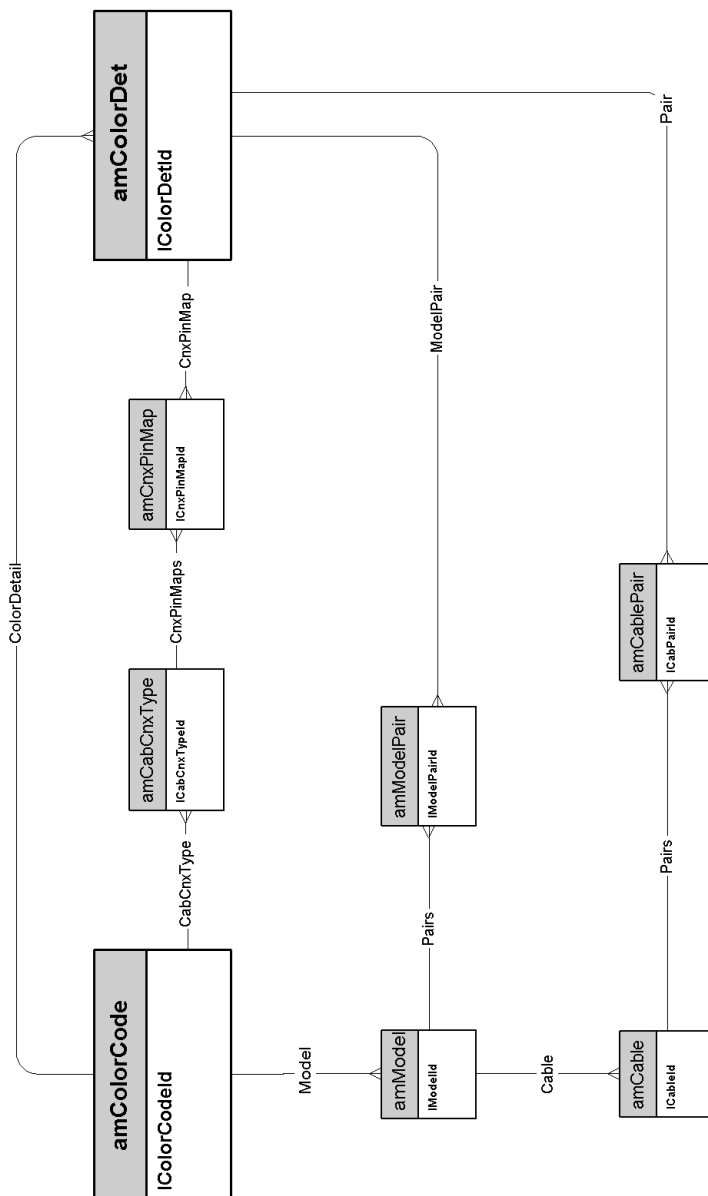 ColorDetail
amColorCode
lColorCodeId
CabCnxType
amCabCnxType
lCabCnxTypeId
CnxPinMaps
amCnxPinMap
lCnxPinMapId
CnxPinMap
amColorDet
lColorDetId
Model
amModel
lModelId
Pairs
amModelPair
lModelPairId
ModelPair
Cable
amCable
lCableId
Pairs
amCablePair
lCabPairId
Pair